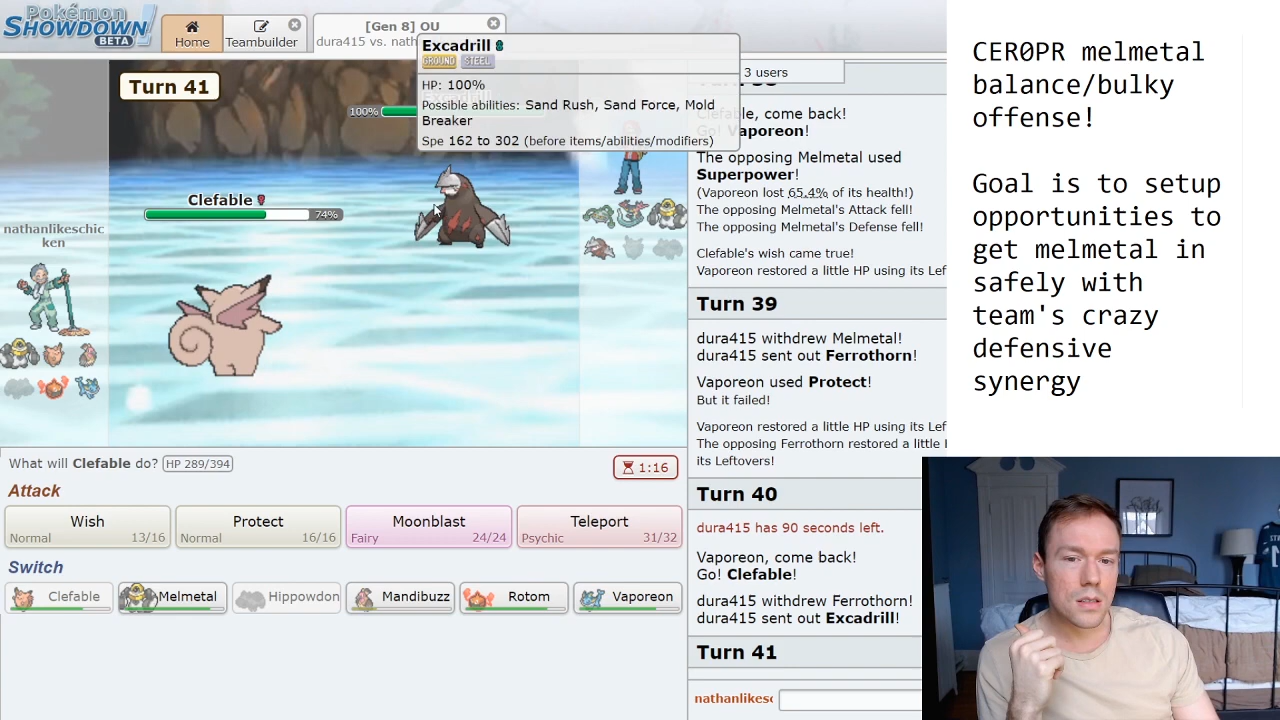 Pokémon
SHOWDOWN!
BETA
Home
Teambuilder
[Gen 8] OU
dura415 vs. nath
Excadrill
GROUND STEEL
HP: 100%
Possible abilities: Sand Rush, Sand Force, Mold
Breaker
Spe 162 to 302 (before items/abilities/modifiers)
3 users
Turn 41
100%
Clefable
74%
nathanlikeschic
ken
Clefable, come back!
Go! Vaporeon!
The opposing Melmetal used
Superpower!
(Vaporeon lost 65.4% of its health!)
The opposing Melmetal's Attack fell!
The opposing Melmetal's Defense fell!
Clefable's wish came true!
Vaporeon restored a little HP using its Lef
Turn 39
dura415 withdrew Melmetal!
dura415 sent out Ferrothorn!
Vaporeon used Protect!
But it failed!
Vaporeon restored a little HP using its Lef
The opposing Ferrothorn restored a little
its Leftovers!
Turn 40
dura415 has 90 seconds left.
Vaporeon, come back!
Go! Clefable!
dura415 withdrew Ferrothorn!
dura415 sent out Excadrill!
Turn 41
nathanlikesc
What will Clefable do? HP 289/394
1:16
Attack
Wish
Normal 13/16
Protect
Normal 16/16
Moonblast
Fairy 24/24
Teleport
Psychic 31/32
Switch
Clefable
Melmetal
Hippowdon
Mandibuzz
Rotom
Vaporeon
CER0PR melmetal
balance/bulky
offense!
Goal is to setup
opportunities to
get melmetal in
safely with
team's crazy
defensive
synergy